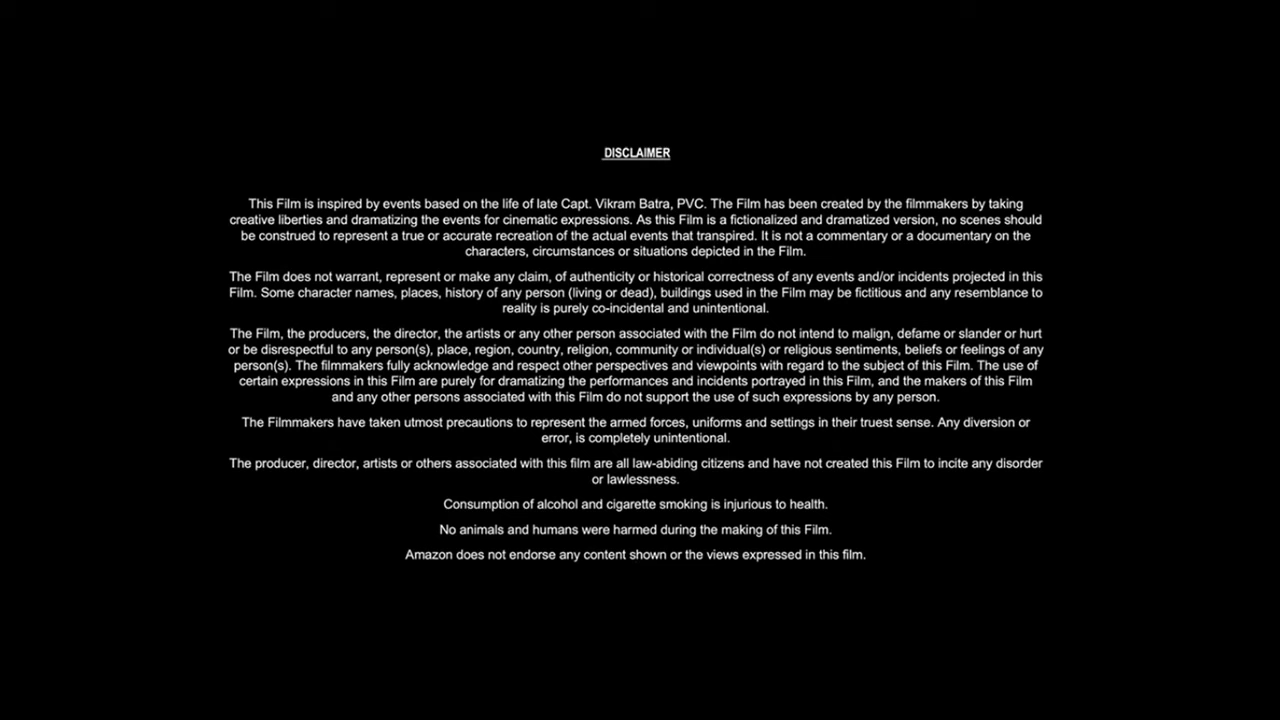 DISCLAIMER
This Film is inspired by events based on the life of late Capt. Vikram Batra, PVC. The Film has been created by the filmmakers by taking
creative liberties and dramatizing the events for cinematic expressions. As this Film is a fictionalized and dramatized version, no scenes should
be construed to represent a true or accurate recreation of the actual events that transpired. It is not a commentary or a documentary on the
characters, circumstances or situations depicted in the Film.
The Film does not warrant, represent or make any claim, of authenticity or historical correctness of any events and/or incidents projected in this
Film. Some character names, places, history of any person (living or dead), buildings used in the Film may be fictitious and any resemblance to
reality is purely co-incidental and unintentional.
The Film, the producers, the director, the artists or any other person associated with the Film do not intend to malign, defame or slander or hurt
or be disrespectful to any person(s), place, region, country, religion, community or individual(s) or religious sentiments, beliefs or feelings of any
person(s). The filmmakers fully acknowledge and respect other perspectives and viewpoints with regard to the subject of this Film. The use of
certain expressions in this Film are purely for dramatizing the performances and incidents portrayed in this Film, and the makers of this Film
and any other persons associated with this Film do not support the use of such expressions by any person.
The Filmmakers have taken utmost precautions to represent the armed forces, uniforms and settings in their truest sense. Any diversion or
error, is completely unintentional.
The producer, director, artists or others associated with this film are all law-abiding citizens and have not created this Film to incite any disorder
or lawlessness.
Consumption of alcohol and cigarette smoking is injurious to health.
No animals and humans were harmed during the making of this Film.
Amazon does not endorse any content shown or the views expressed in this film.